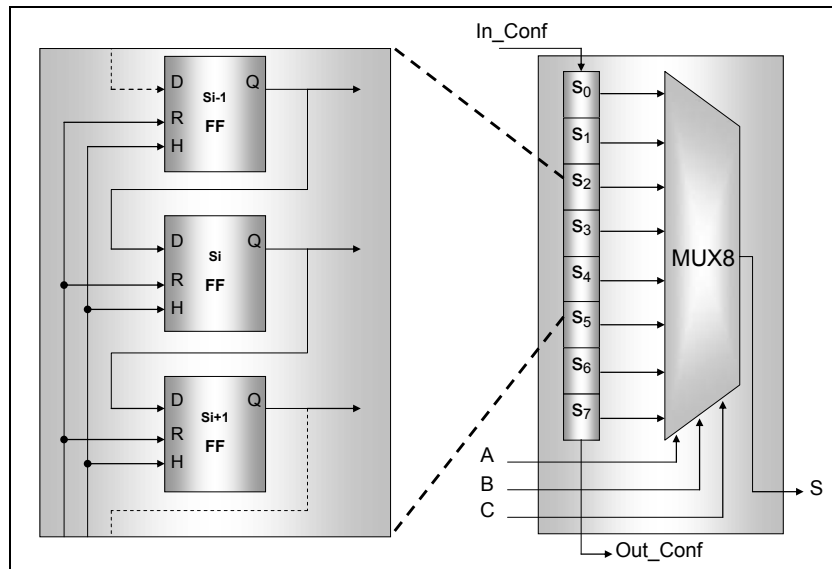 D
Si-1
Q
R
FF
H
D
Q
Si
R
FF
H
D
Si+1
Q
R
FF
H
In_Conf
S0
S1
S2
S3
S4
S5
S6
S7
MUX8
A
B
C
S
Out_Conf